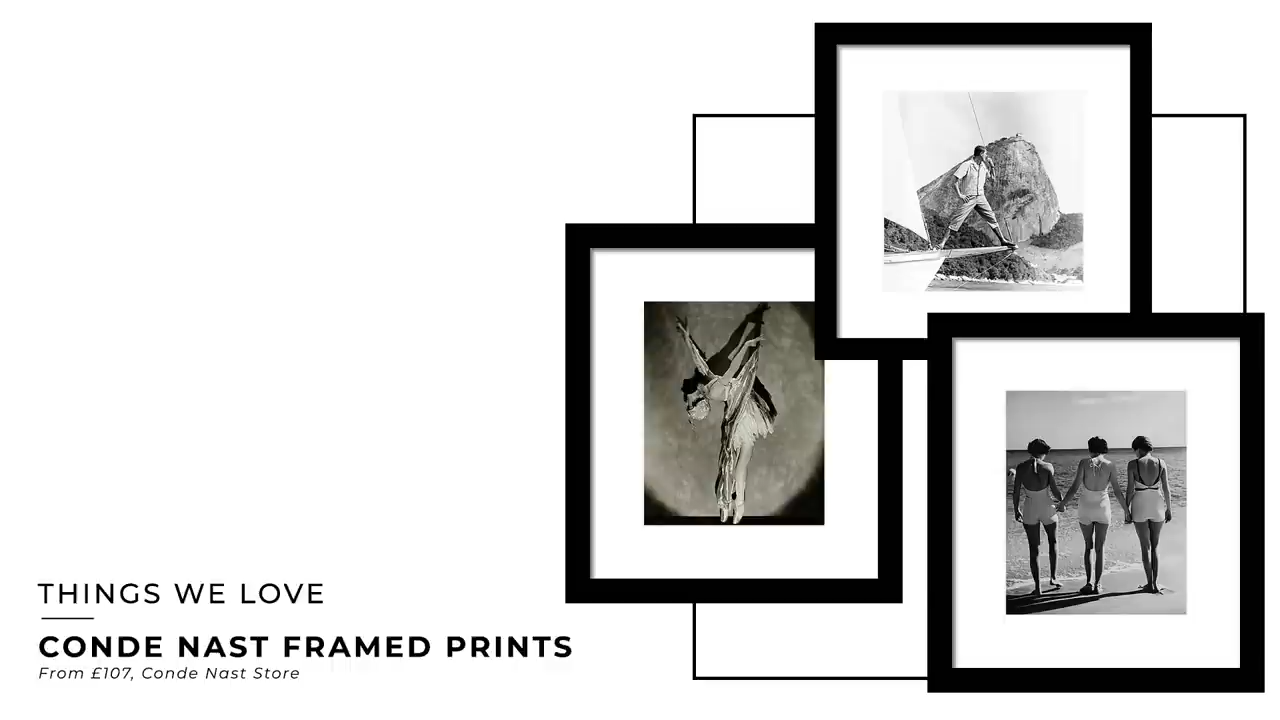 THINGS WE LOVE
CONDE NAST FRAMED PRINTS
From £107, Conde Nast Store